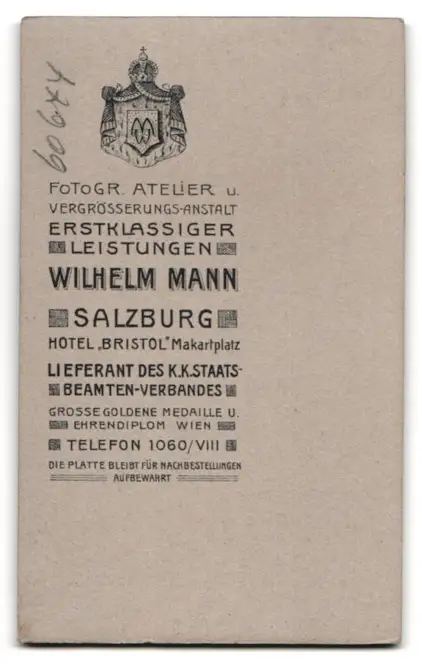 60644
FOTOGR. ATELIER U.
VERGRÖSSERUNGS-ANSTALT
ERSTKLASSIGER
LEISTUNGEN
WILHELM MANN
SALZBURG
HOTEL „BRISTOL" Makartplatz
LIEFERANT DES K.K. STAATS-
BEAMTEN-VERBANDES
GROSSE GOLDENE MEDAILLE U.
EHRENDIPLOM WIEN
TELEFON 1060/VIII
DIE PLATTE BLEIBT FÜR NACHBESTELLUNGEN
AUFBEWAHRT